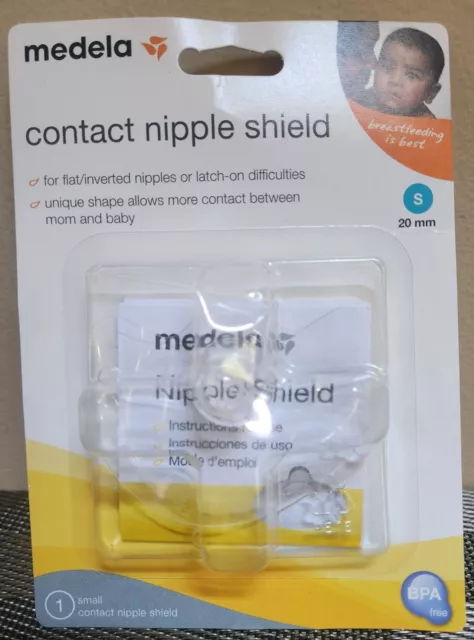 medela
breastfeeding
is best
contact nipple shield
for flat/inverted nipples or latch-on difficulties
unique shape allows more contact between
mom and baby
S
20 mm
medela
Nipple Shield
Instructions for use
Instrucciones de uso
Mode d'emploi
1
small
contact nipple shield
BPA
free